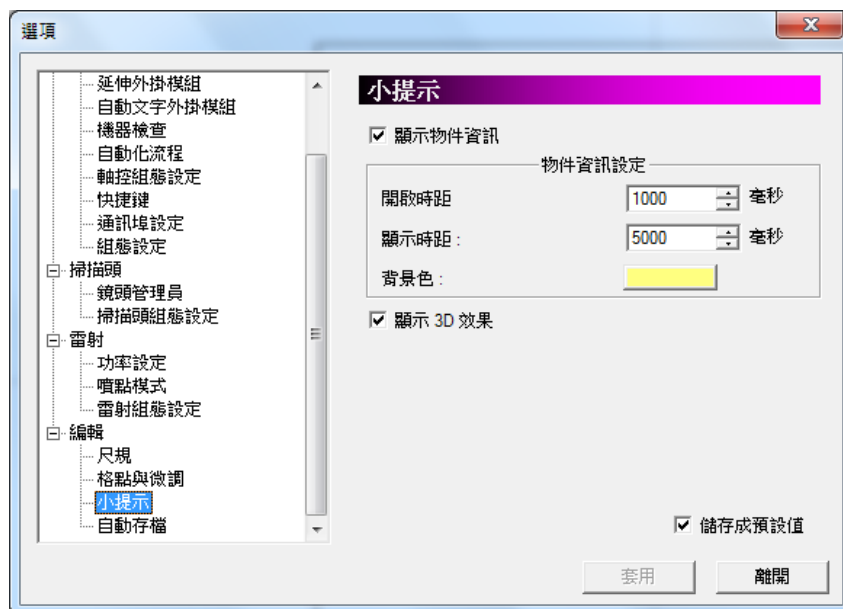 選項
延伸外掛模組
自動文字外掛模組
機器檢查
自動化流程
軸控組態設定
快捷鍵
通訊埠設定
組態設定
掃描頭
鏡頭管理員
掃描頭組態設定
雷射
功率設定
噴點模式
雷射組態設定
編輯
尺規
格點與微調
小提示
自動存檔
小提示
顯示物件資訊
物件資訊設定
開啟時距 1000 毫秒
顯示時距 : 5000 毫秒
背景色 :
顯示 3D 效果
儲存成預設值
套用 離開